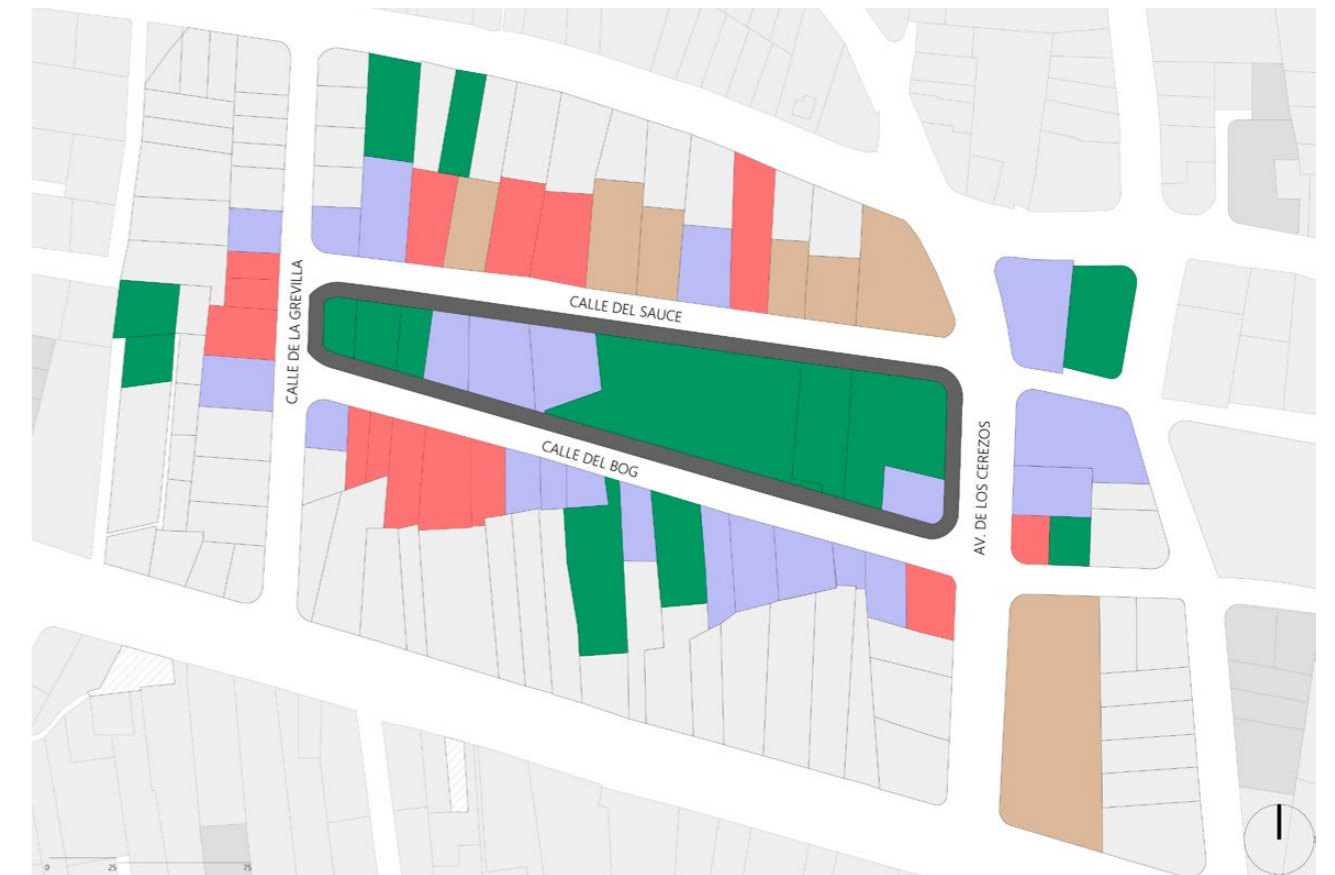 CALLE DE LA GREVILLA
CALLE DEL SAUCE
CALLE DEL BOG
AV. DE LOS CEREZOS
0 25 75